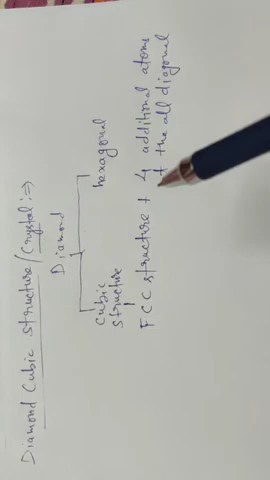 Diamond Cubic Structure/Crystal :⇒
Diamond
Cubic structure
hexagonal
FCC structure + 4 additional atoms
the all diagonal